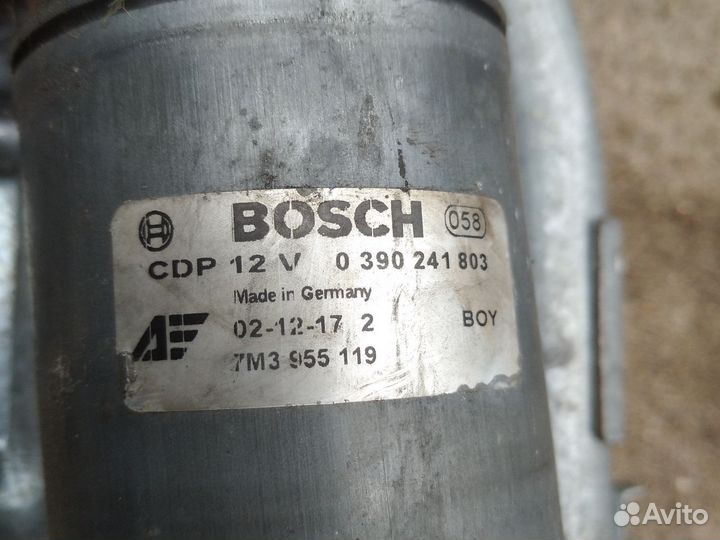 BOSCH 058
CDP 12 V 0 390 241 803
Made in Germany
02-12-17 2 BOY
7M3 955 119
Avito